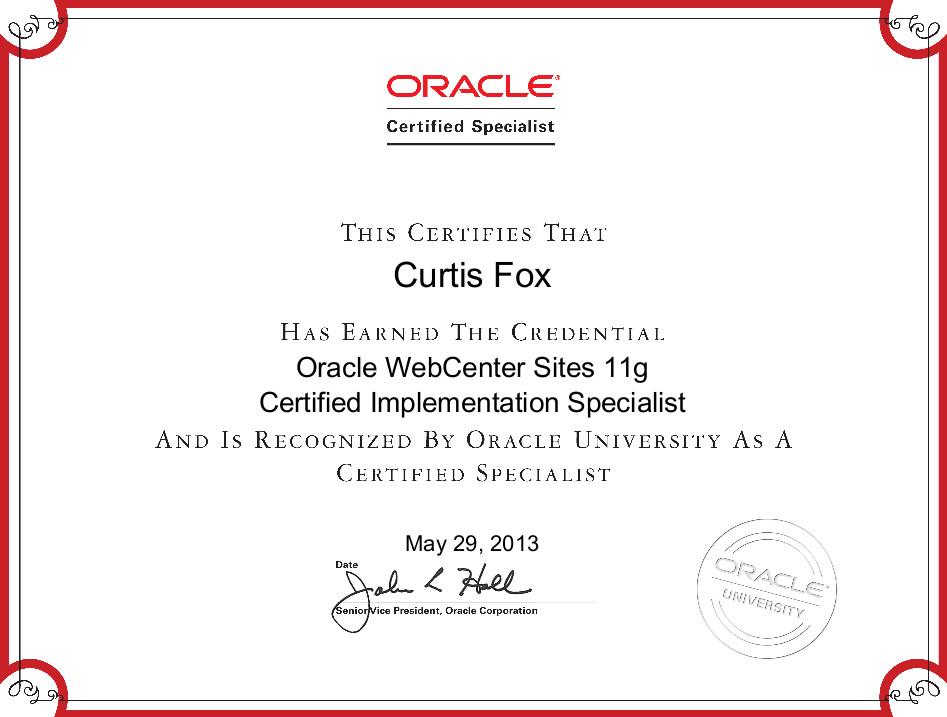 ORACLE®
Certified Specialist
THIS CERTIFIES THAT
Curtis Fox
HAS EARNED THE CREDENTIAL
Oracle WebCenter Sites 11g
Certified Implementation Specialist
AND IS RECOGNIZED BY ORACLE UNIVERSITY AS A
CERTIFIED SPECIALIST
May 29, 2013
Date
John L Hall
Senior Vice President, Oracle Corporation
ORACLE®
UNIVERSITY